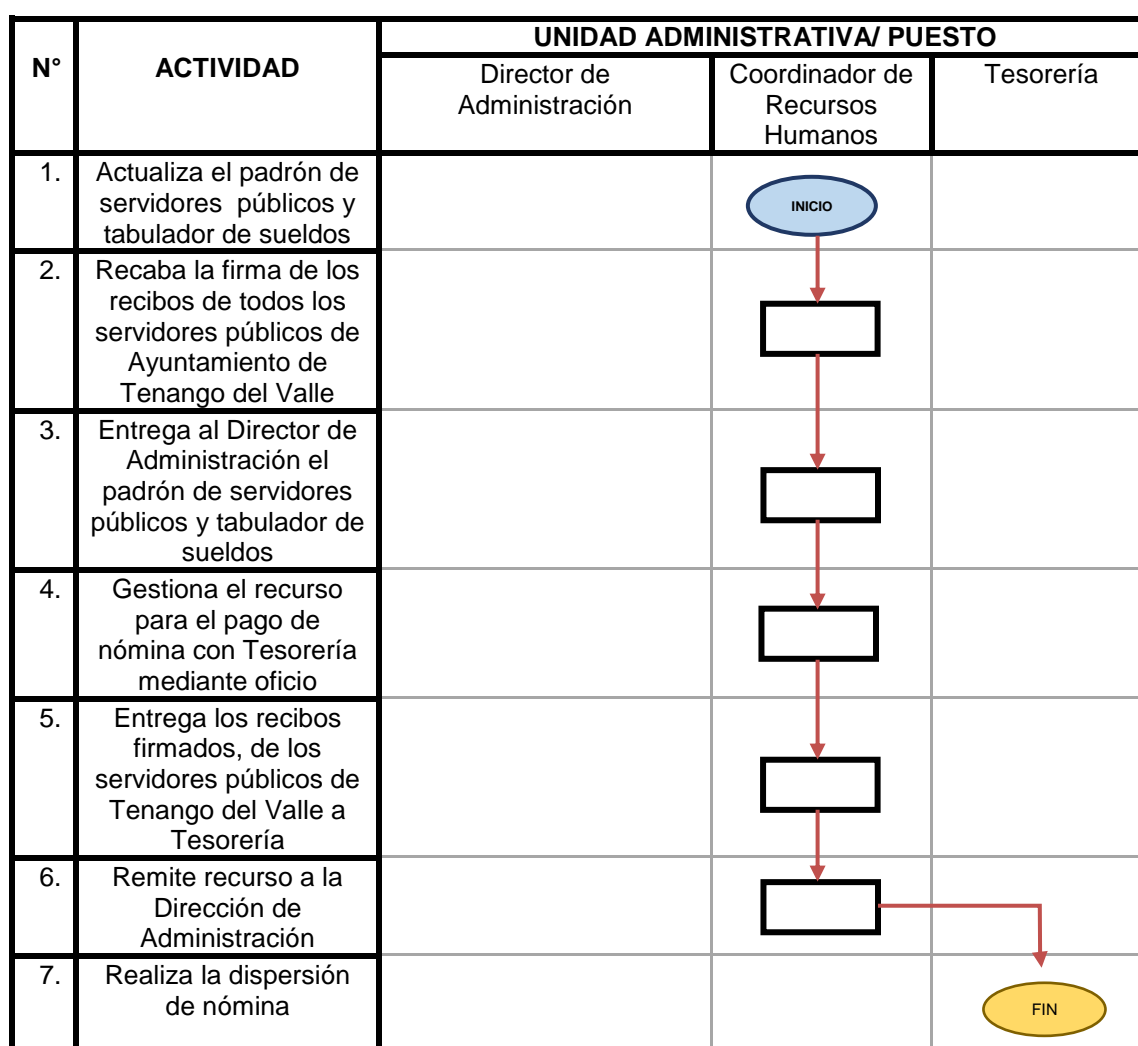 N°
ACTIVIDAD
UNIDAD ADMINISTRATIVA/ PUESTO
Director de
Administración
Coordinador de
Recursos
Humanos
Tesorería
1.
Actualiza el padrón de
servidores públicos y
tabulador de sueldos
INICIO
2.
Recaba la firma de los
recibos de todos los
servidores públicos de
Ayuntamiento de
Tenango del Valle
3.
Entrega al Director de
Administración el
padrón de servidores
públicos y tabulador de
sueldos
4.
Gestiona el recurso
para el pago de
nómina con Tesorería
mediante oficio
5.
Entrega los recibos
firmados, de los
servidores públicos de
Tenango del Valle a
Tesorería
6.
Remite recurso a la
Dirección de
Administración
7.
Realiza la dispersión
de nómina
FIN